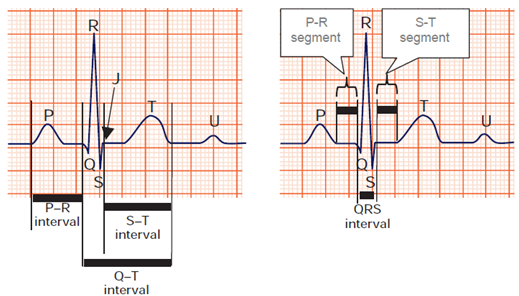 R
J
P
T
U
Q
S
P–R
interval
S–T
interval
Q–T
interval
P-R
segment
S-T
segment
R
P
T
U
Q
S
QRS
interval